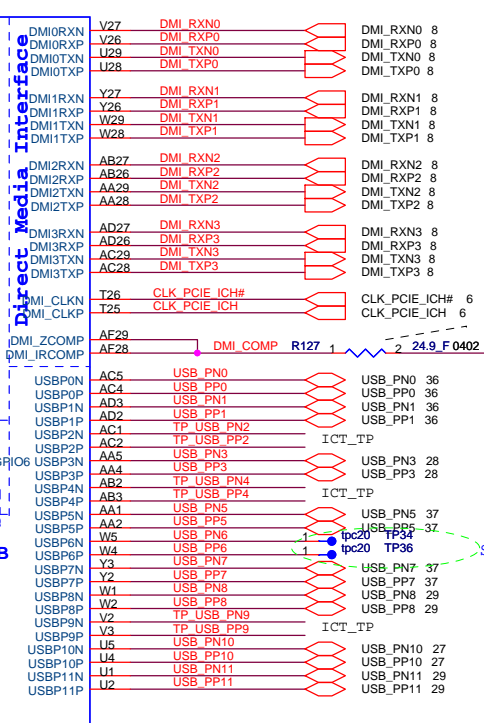 Direct Media Interface
DMI0RXN V27 DMI_RXN0 DMI_RXN0 8
DMI0RXP V26 DMI_RXP0 DMI_RXP0 8
DMI0TXN U29 DMI_TXN0 DMI_TXN0 8
DMI0TXP U28 DMI_TXP0 DMI_TXP0 8
DMI1RXN Y27 DMI_RXN1 DMI_RXN1 8
DMI1RXP Y26 DMI_RXP1 DMI_RXP1 8
DMI1TXN W29 DMI_TXN1 DMI_TXN1 8
DMI1TXP W28 DMI_TXP1 DMI_TXP1 8
DMI2RXN AB27 DMI_RXN2 DMI_RXN2 8
DMI2RXP AB26 DMI_RXP2 DMI_RXP2 8
DMI2TXN AA29 DMI_TXN2 DMI_TXN2 8
DMI2TXP AA28 DMI_TXP2 DMI_TXP2 8
DMI3RXN AD27 DMI_RXN3 DMI_RXN3 8
DMI3RXP AD26 DMI_RXP3 DMI_RXP3 8
DMI3TXN AC29 DMI_TXN3 DMI_TXN3 8
DMI3TXP AC28 DMI_TXP3 DMI_TXP3 8
DMI_CLKN T26 CLK_PCIE_ICH# CLK_PCIE_ICH# 6
DMI_CLKP T25 CLK_PCIE_ICH CLK_PCIE_ICH 6
DMI_ZCOMP AF29
DMI_IRCOMP AF28 DMI_COMP R127 1 2 24.9_F 0402
USBP0N AC5 USB_PN0 USB_PN0 36
USBP0P AC4 USB_PP0 USB_PP0 36
USBP1N AD3 USB_PN1 USB_PN1 36
USBP1P AD2 USB_PP1 USB_PP1 36
USBP2N AC1 TP_USB_PN2 ICT_TP
USBP2P AC2 TP_USB_PP2
PIO6 USBP3N AA5 USB_PN3 USB_PN3 28
USBP3P AA4 USB_PP3 USB_PP3 28
USBP4N AB2 TP_USB_PN4 ICT_TP
USBP4P AB3 TP_USB_PP4
USBP5N AA1 USB_PN5 USB_PN5 37
USBP5P AA2 USB_PP5 USB_PP5 37
USBP6N W5 USB_PN6 1 tpc20 TP34
USBP6P W4 USB_PP6 1 tpc20 TP36
USBP7N Y3 USB_PN7 USB_PN7 37
USBP7P Y2 USB_PP7 USB_PP7 37
USBP8N W1 USB_PN8 USB_PN8 29
USBP8P W2 USB_PP8 USB_PP8 29
USBP9N V2 TP_USB_PN9 ICT_TP
USBP9P V3 TP_USB_PP9
USBP10N U5 USB_PN10 USB_PN10 27
USBP10P U4 USB_PP10 USB_PP10 27
USBP11N U1 USB_PN11 USB_PN11 29
USBP11P U2 USB_PP11 USB_PP11 29